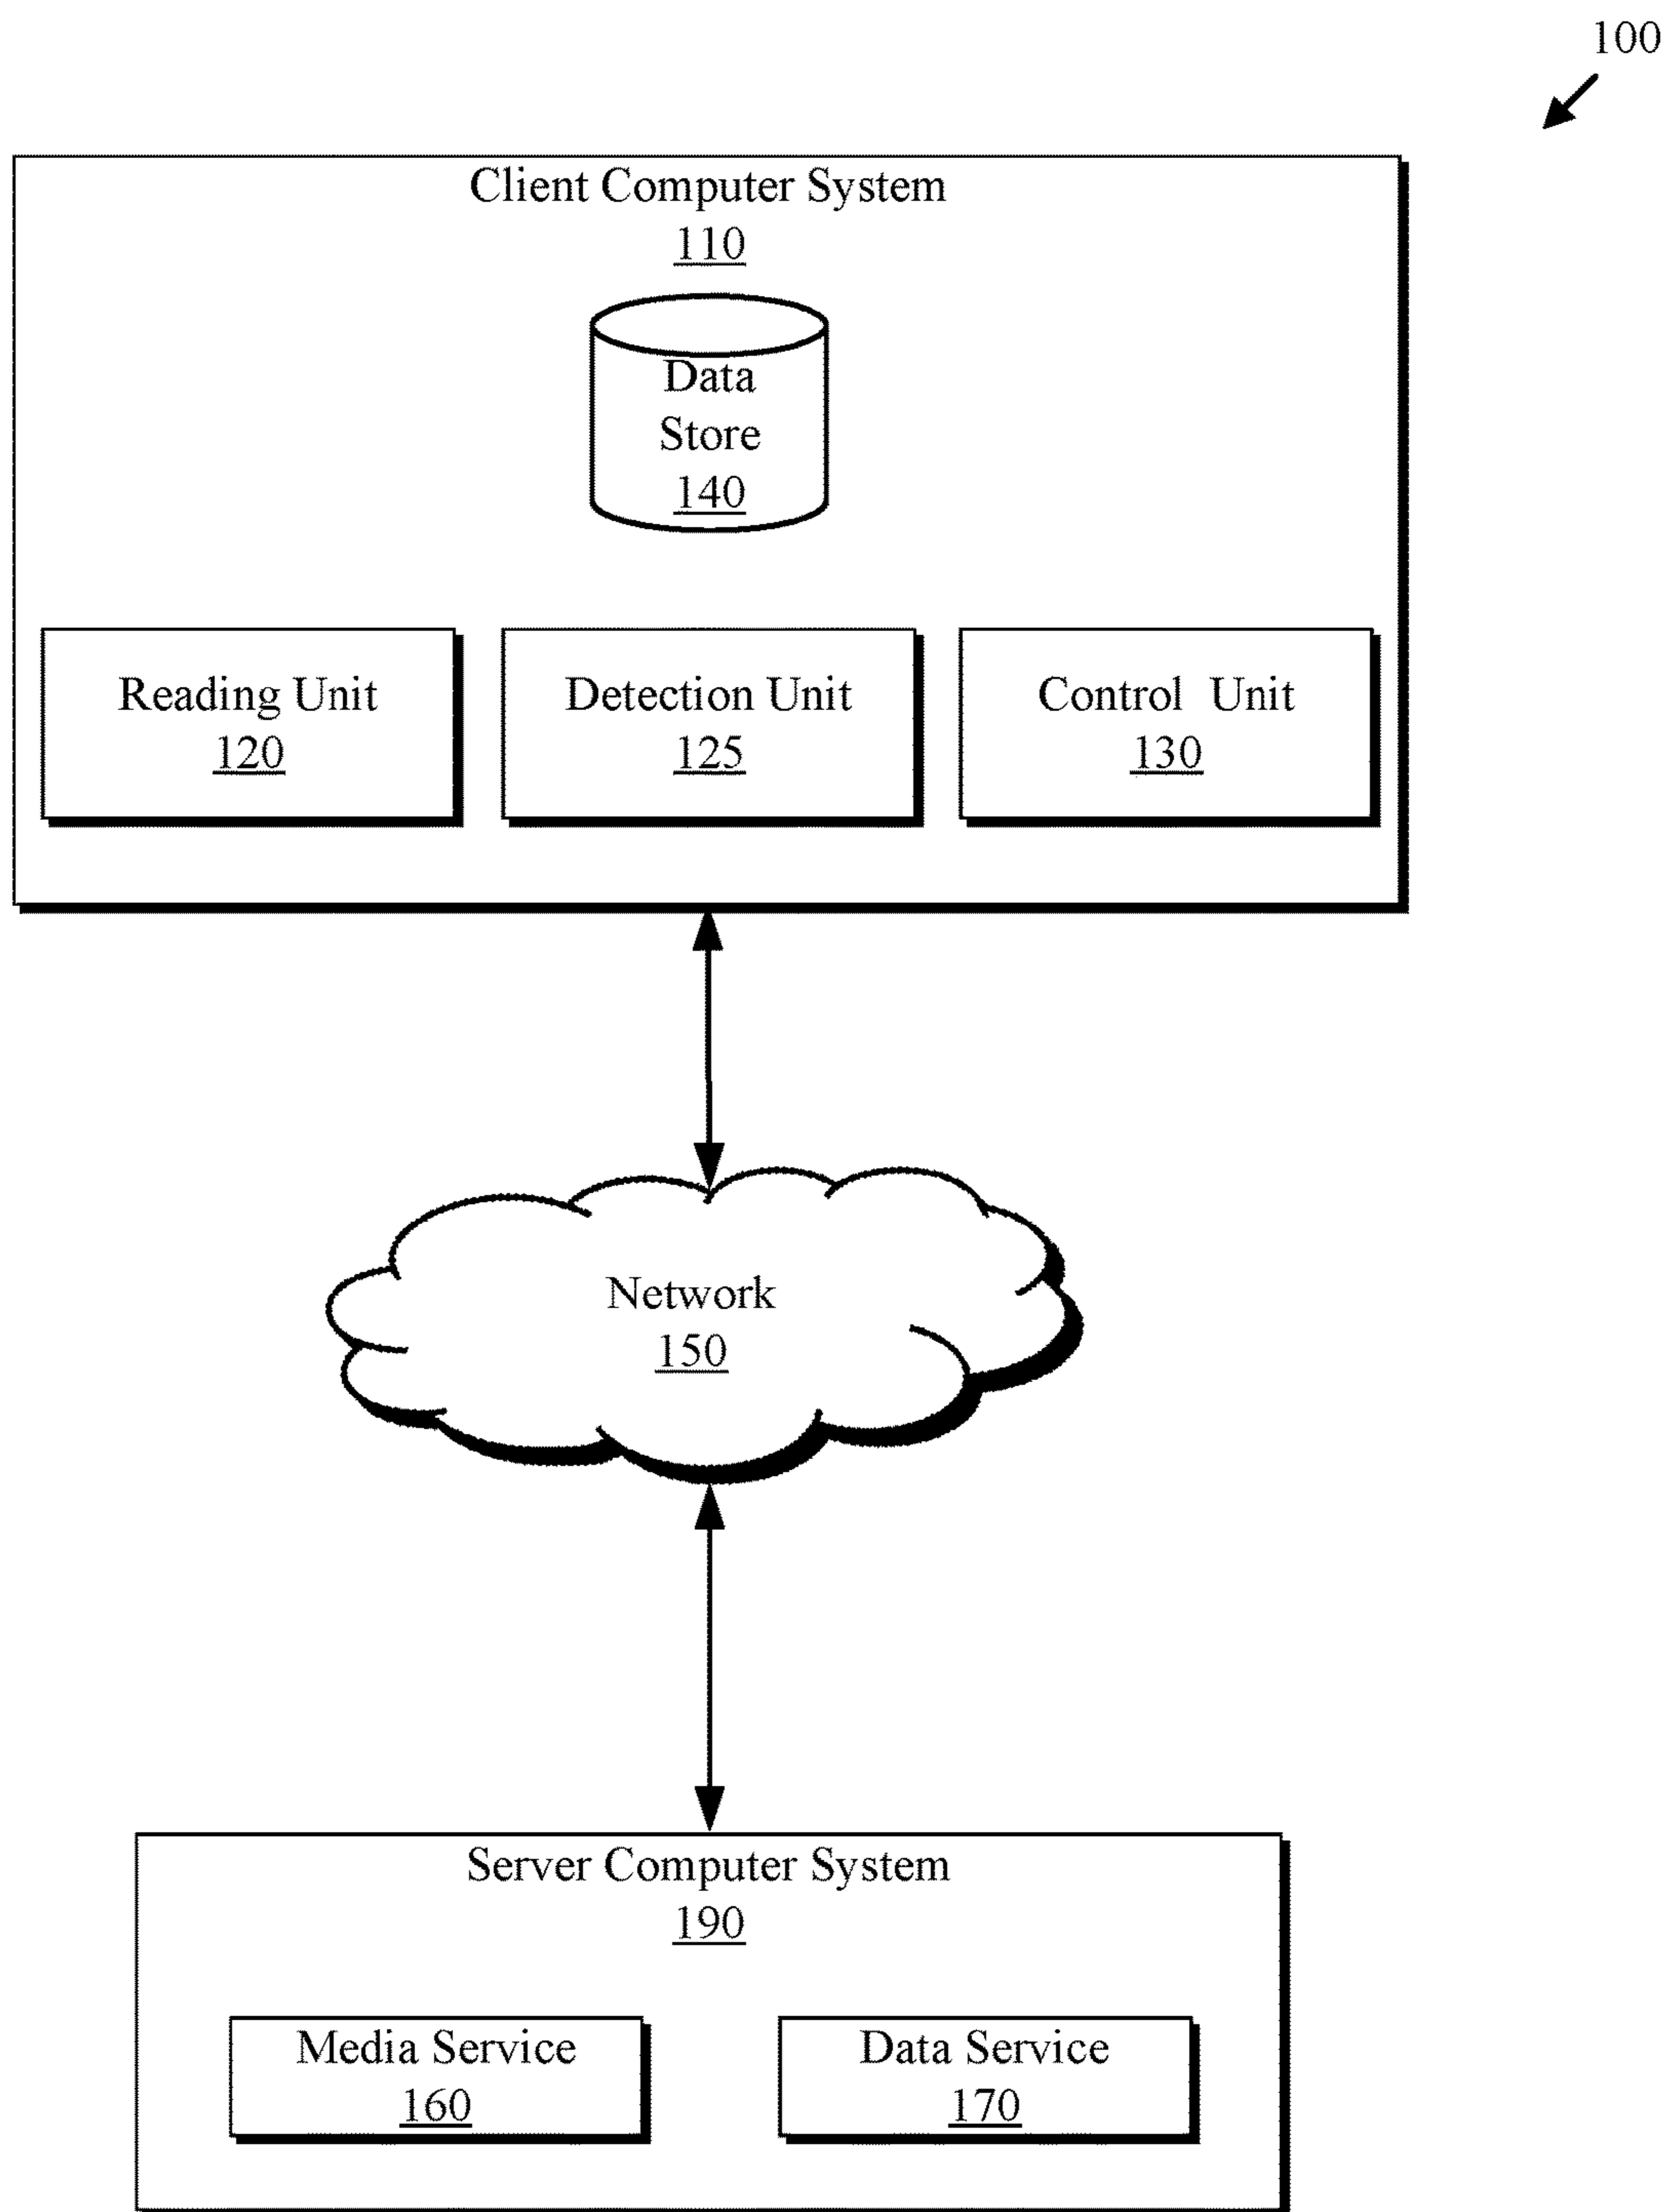 100
Client Computer System
110
Data
Store
140
Reading Unit
120
Detection Unit
125
Control Unit
130
Network
150
Server Computer System
190
Media Service
160
Data Service
170